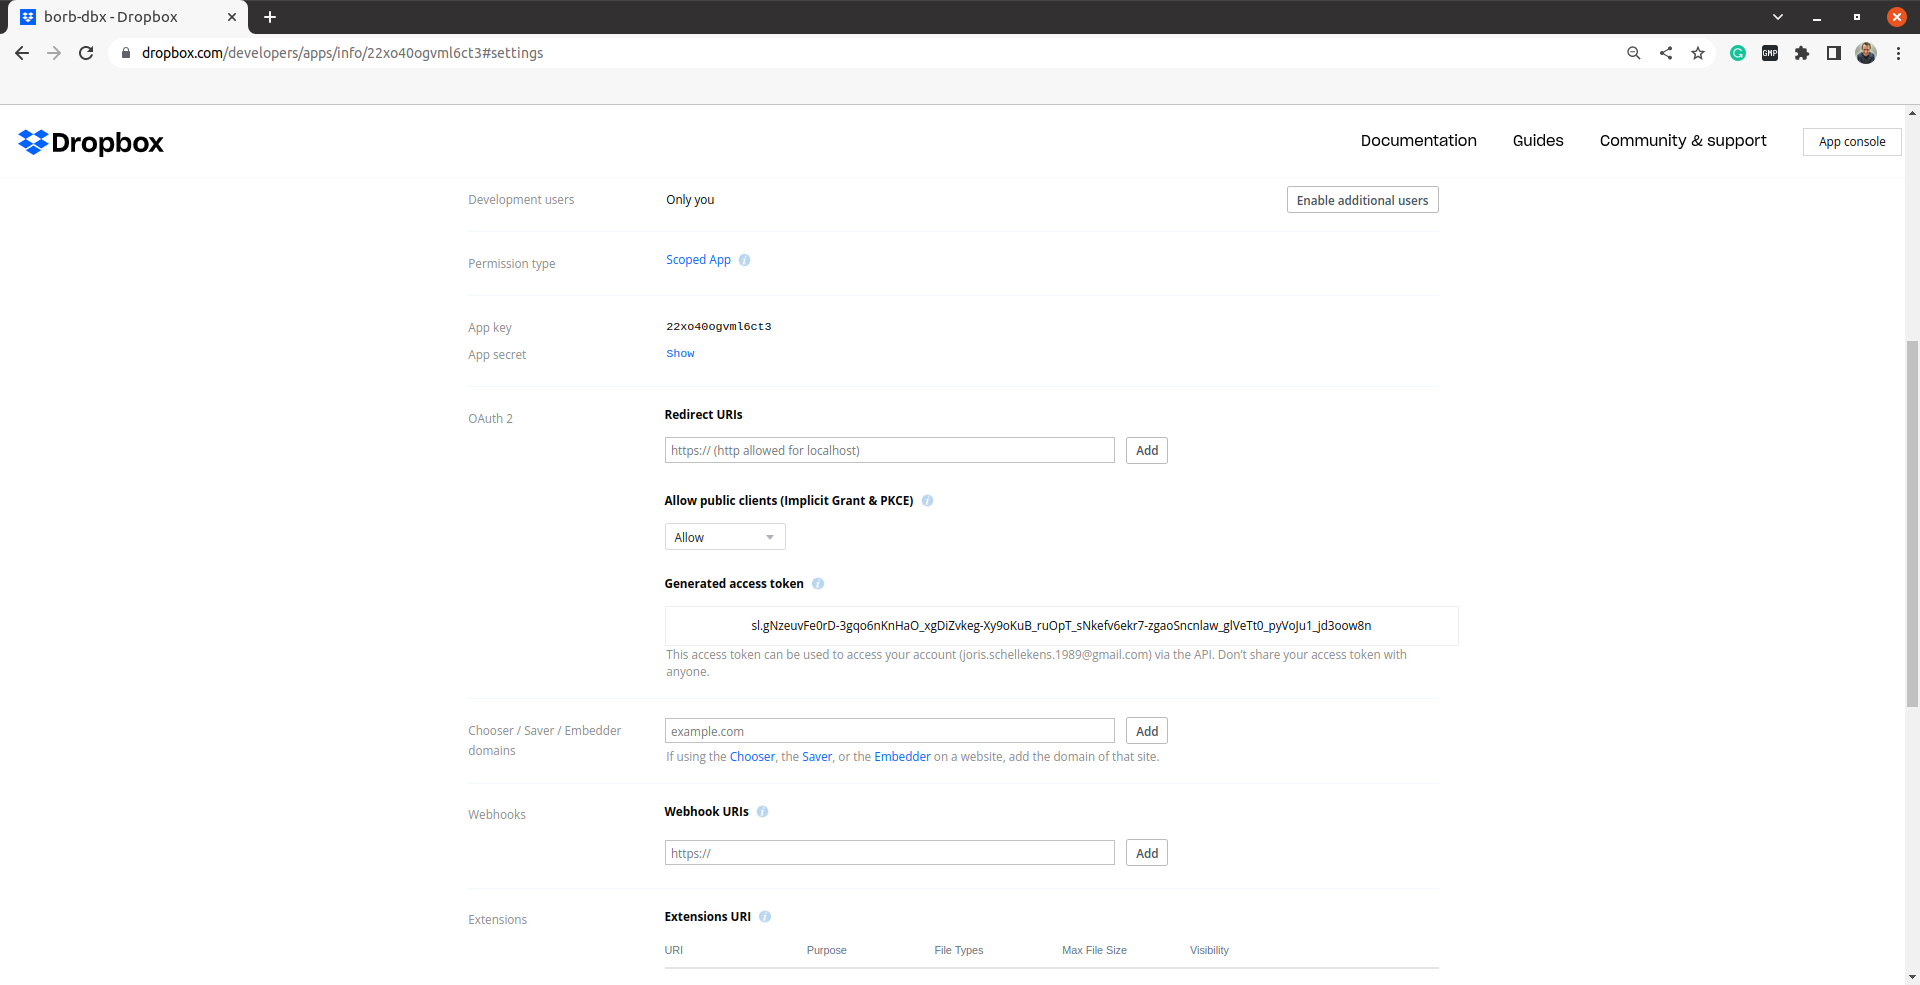 borb-dbx - Dropbox
dropbox.com/developers/apps/info/22xo40ogvml6ct3#settings
GMP
Dropbox
Documentation
Guides
Community & support
App console
Development users
Only you
Enable additional users
Permission type
Scoped App
App key
22xo40ogvml6ct3
App secret
Show
OAuth 2
Redirect URIs
https:// (http allowed for localhost)
Add
Allow public clients (Implicit Grant & PKCE)
Allow
Generated access token
sl.gNzeuvFe0rD-3gqo6nKnHaO_xgDiZvkeg-Xy9oKuB_ruOpT_sNkefv6ekr7-zgaoSncnlaw_glVeTt0_pyVoJu1_jd3oow8n
This access token can be used to access your account (joris.schellekens.1989@gmail.com) via the API. Don't share your access token with
anyone.
Chooser / Saver / Embedder
domains
example.com
Add
If using the Chooser, the Saver, or the Embedder on a website, add the domain of that site.
Webhooks
Webhook URIs
https://
Add
Extensions
Extensions URI
URI
Purpose
File Types
Max File Size
Visibility